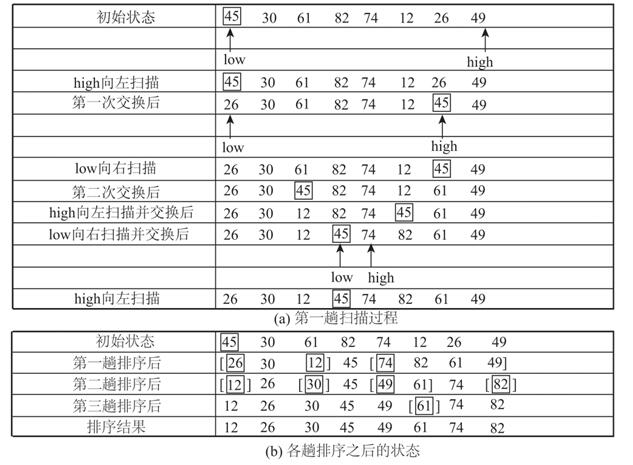 初始状态 45 30 61 82 74 12 26 49
low high
high向左扫描 45 30 61 82 74 12 26 49
第一次交换后 26 30 61 82 74 12 45 49
low high
low向右扫描 26 30 61 82 74 12 45 49
第二次交换后 26 30 45 82 74 12 61 49
high向左扫描并交换后 26 30 12 82 74 45 61 49
low向右扫描并交换后 26 30 12 45 74 82 61 49
low high
high向左扫描 26 30 12 45 74 82 61 49
(a) 第一趟扫描过程
初始状态 45 30 61 82 74 12 26 49
第一趟排序后 [26 30 12] 45 [74 82 61 49]
第二趟排序后 [12] 26 [30] 45 [49 61] 74 [82]
第三趟排序后 12 26 30 45 49 [61] 74 82
排序结果 12 26 30 45 49 61 74 82
(b) 各趟排序之后的状态